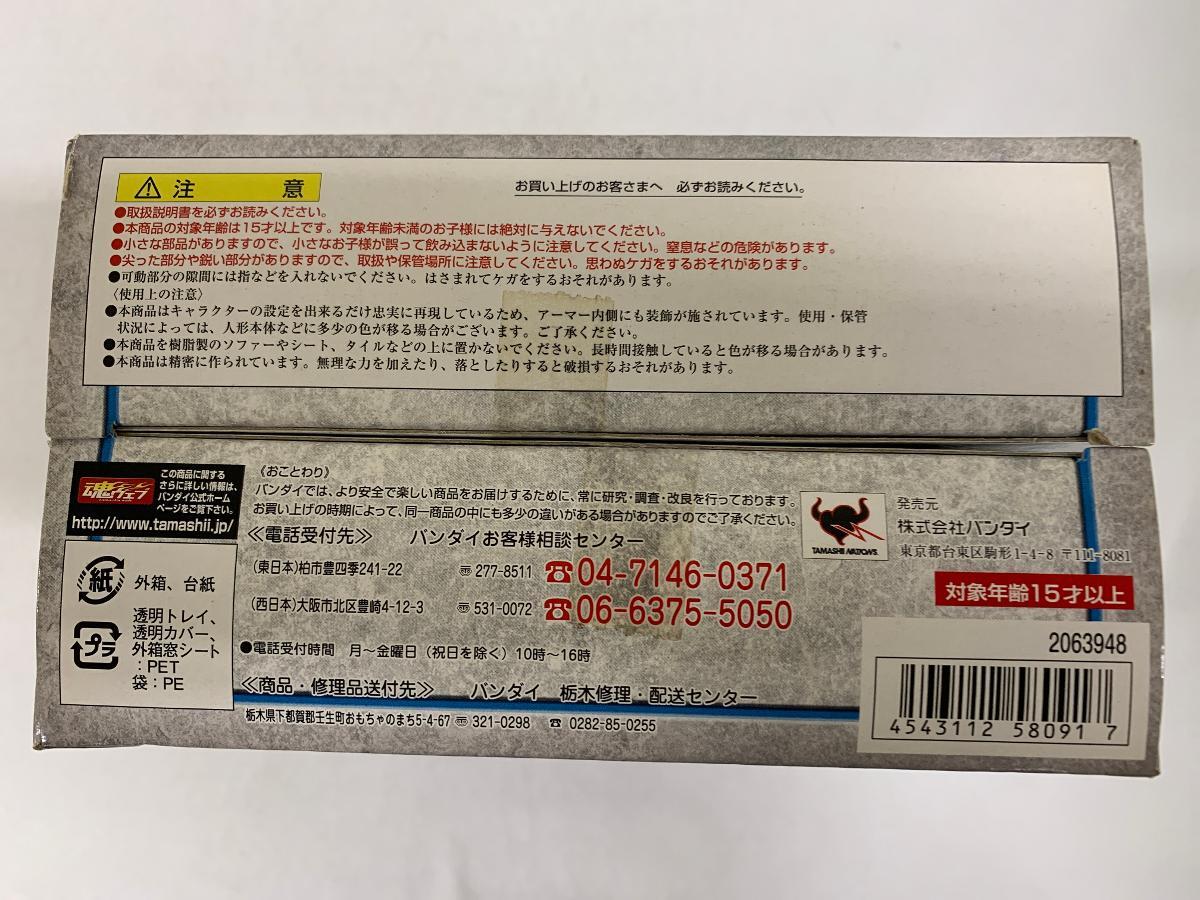 注 意
お買い上げのお客さまへ 必ずお読みください。
●取扱説明書を必ずお読みください。
●本商品の対象年齢は15才以上です。対象年齢未満のお子様には絶対に与えないでください。
●小さな部品がありますので、小さなお子様が誤って飲み込まないように注意してください。窒息などの危険があります。
●尖った部分や鋭い部分がありますので、取扱や保管場所に注意してください。思わぬケガをするおそれがあります。
●可動部分の隙間には指などを入れないでください。はさまれてケガをするおそれがあります。
〈使用上の注意〉
●本商品はキャラクターの設定を出来るだけ忠実に再現しているため、アーマー内側にも装飾が施されています。使用・保管
状況によっては、人形本体などに多少の色が移る場合がございます。ご了承ください。
●本商品を樹脂製のソファーやシート、タイルなどの上に置かないでください。長時間接触していると色が移る場合があります。
●本商品は精密に作られています。無理な力を加えたり、落としたりすると破損するおそれがあります。
魂ウェブ
この商品に関する
さらに詳しい情報は、
バンダイ公式ホーム
ページをご覧下さい。
http://www.tamashii.jp/
紙
外箱、台紙
プラ
透明トレイ、
透明カバー、
外箱窓シート
:PET
袋:PE
《おことわり》
バンダイでは、より安全で楽しい商品をお届けするために、常に研究・調査・改良を行っております。
お買い上げの時期によって、同一商品の中にも多少の違いがある場合がありますのでご了承ください。
≪電話受付先≫ バンダイお客様相談センター
(東日本)柏市豊四季241-22 〠277-8511 ☎04-7146-0371
(西日本)大阪市北区豊崎4-12-3 〠531-0072 ☎06-6375-5050
●電話受付時間 月〜金曜日(祝日を除く)10時〜16時
≪商品・修理品送付先≫ バンダイ 栃木修理・配送センター
栃木県下都賀郡壬生町おもちゃのまち5-4-67 〠321-0298 ☎0282-85-0255
TAMASHII NATIONS
発売元
株式会社バンダイ
東京都台東区駒形1-4-8 〒111-8081
対象年齢15才以上
2063948
4543112 58091 7